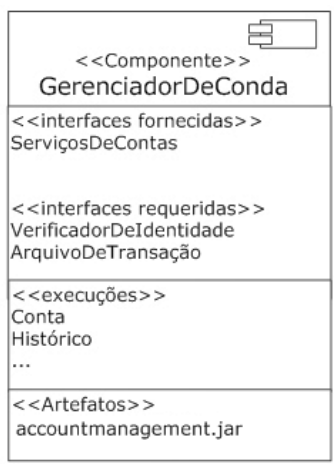 <<Componente>>
GerenciadorDeConda
<<interfaces fornecidas>>
ServiçosDeContas
<<interfaces requeridas>>
VerificadorDeIdentidade
ArquivoDeTransação
<<execuções>>
Conta
Histórico
...
<<Artefatos>>
accountmanagement.jar